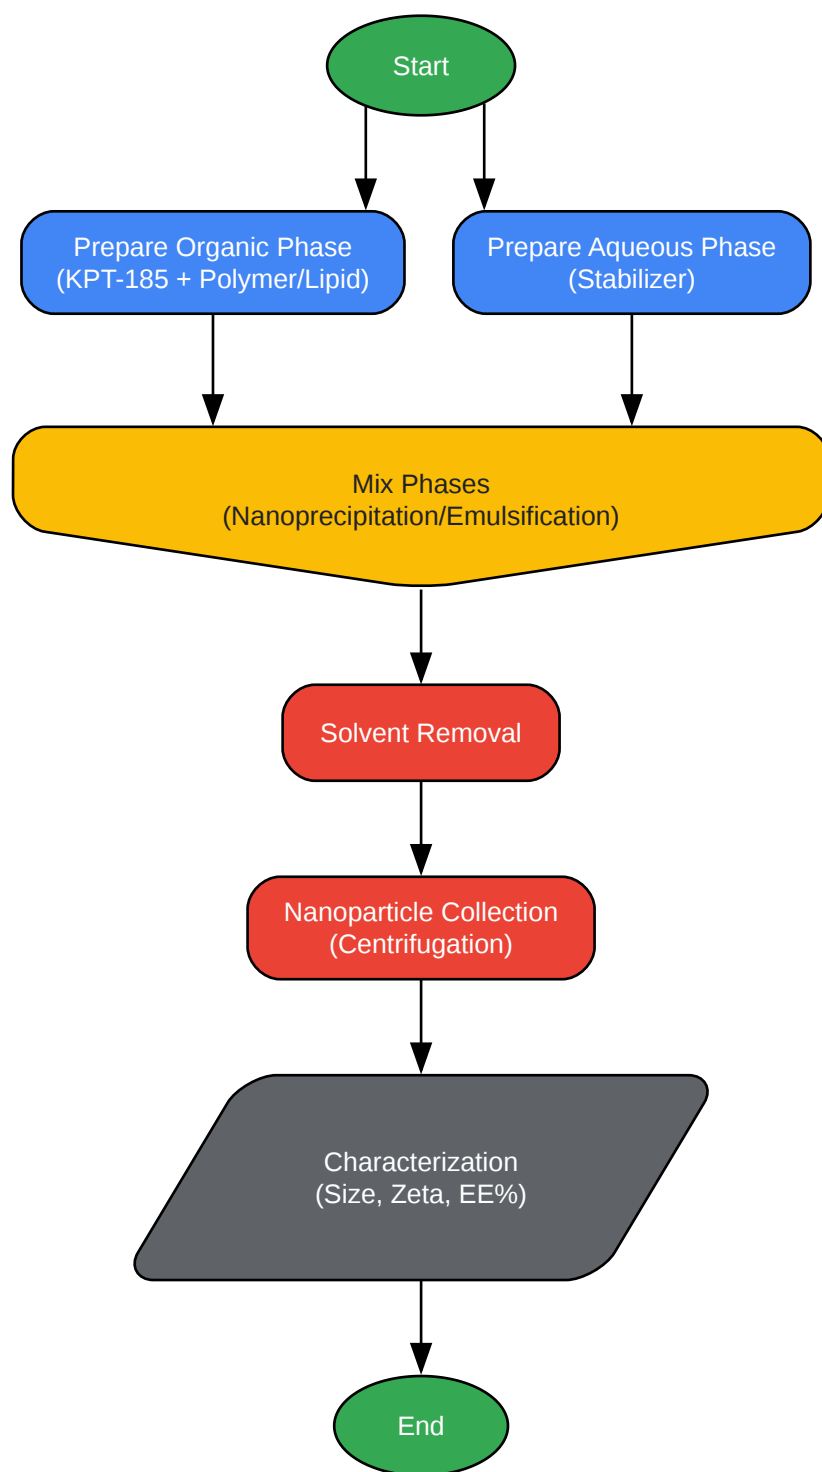 Start
Prepare Organic Phase
(KPT-185 + Polymer/Lipid)
Prepare Aqueous Phase
(Stabilizer)
Mix Phases
(Nanoprecipitation/Emulsification)
Solvent Removal
Nanoparticle Collection
(Centrifugation)
Characterization
(Size, Zeta, EE%)
End